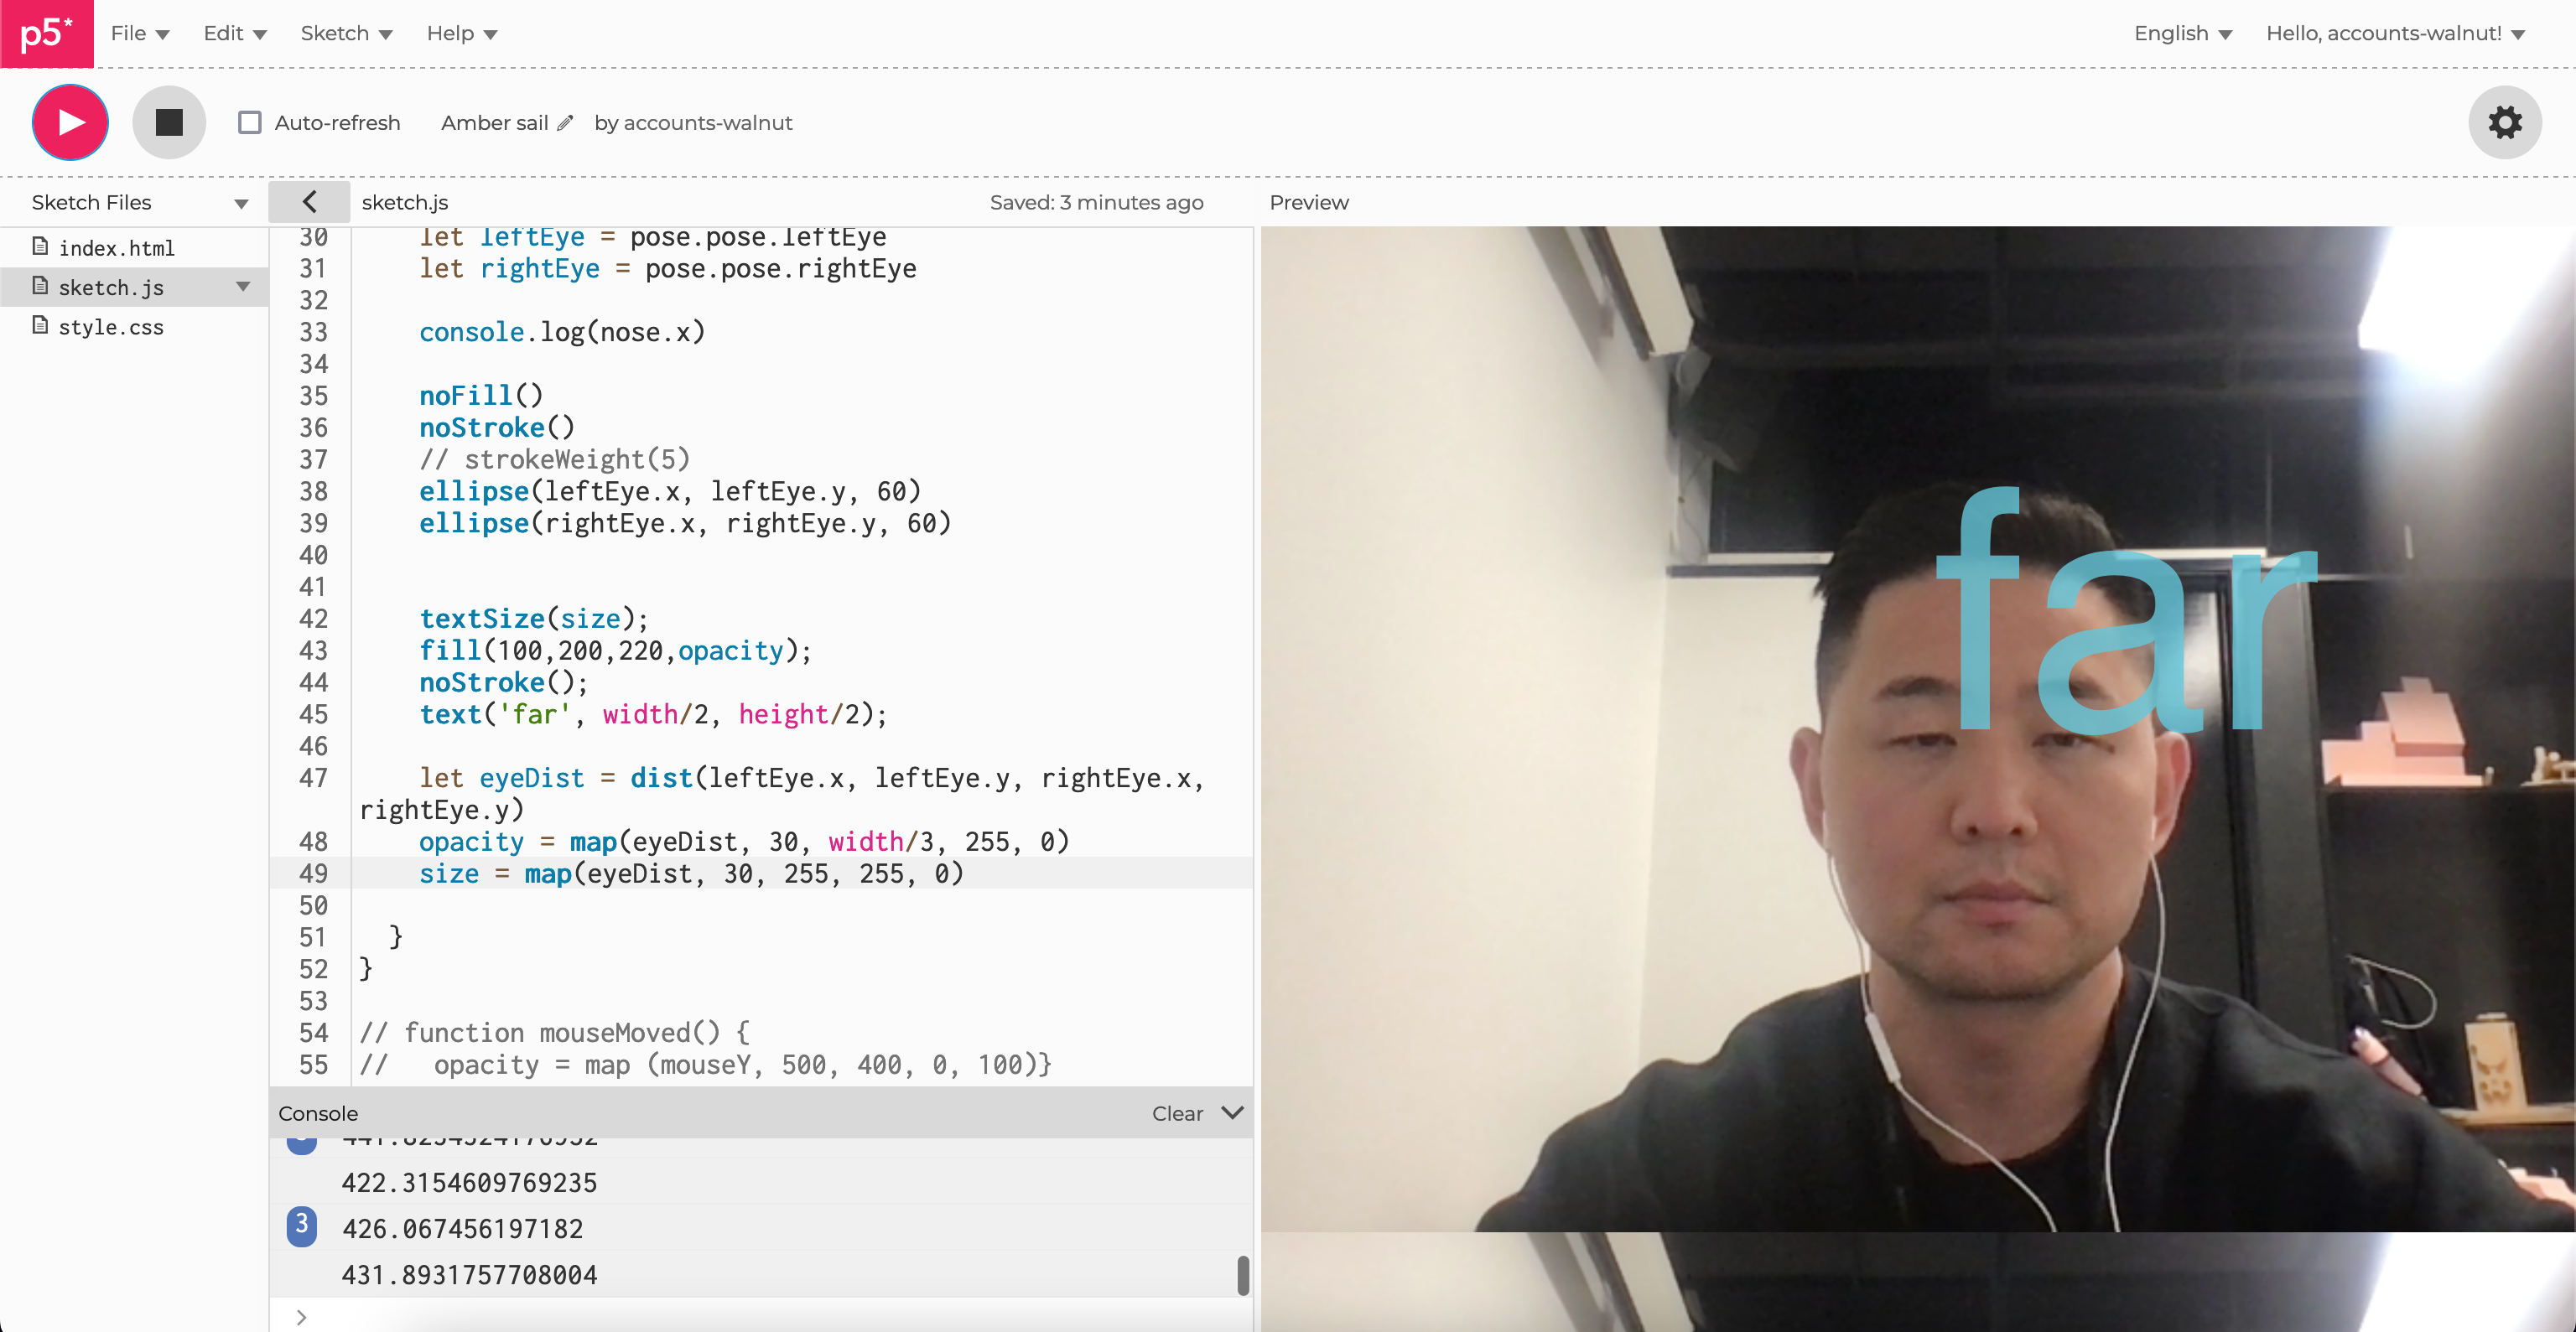 p5*
File Edit Sketch Help English Hello, accounts-walnut!
Auto-refresh Amber sail by accounts-walnut
Sketch Files
index.html
sketch.js
style.css
sketch.js Saved: 3 minutes ago
30 let leftEye = pose.pose.leftEye
31 let rightEye = pose.pose.rightEye
32
33 console.log(nose.x)
34
35 noFill()
36 noStroke()
37 // strokeWeight(5)
38 ellipse(leftEye.x, leftEye.y, 60)
39 ellipse(rightEye.x, rightEye.y, 60)
40
41
42 textSize(size);
43 fill(100,200,220,opacity);
44 noStroke();
45 text('far', width/2, height/2);
46
47 let eyeDist = dist(leftEye.x, leftEye.y, rightEye.x,
rightEye.y)
48 opacity = map(eyeDist, 30, width/3, 255, 0)
49 size = map(eyeDist, 30, 255, 255, 0)
50
51 }
52 }
53
54 // function mouseMoved() {
55 // opacity = map (mouseY, 500, 400, 0, 100)}
Console Clear
422.3154609769235
3 426.067456197182
431.8931757708004
>
Preview
far